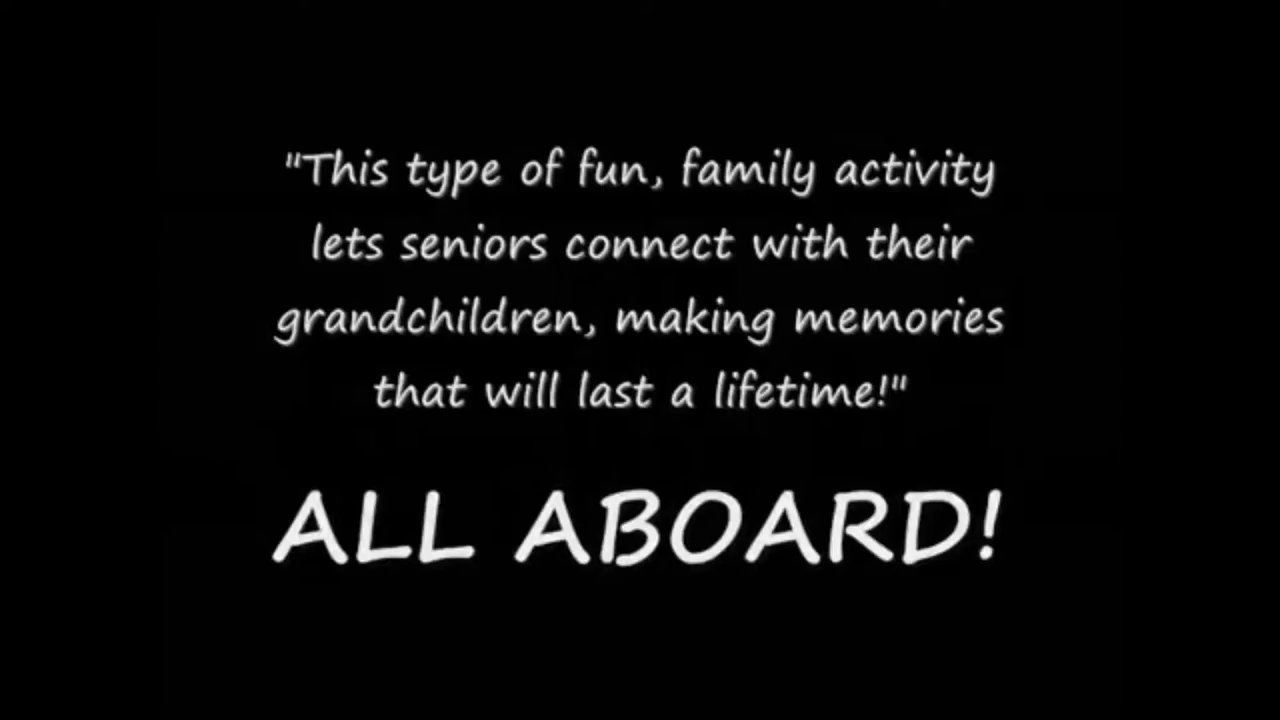 "This type of fun, family activity
lets seniors connect with their
grandchildren, making memories
that will last a lifetime!"
ALL ABOARD!